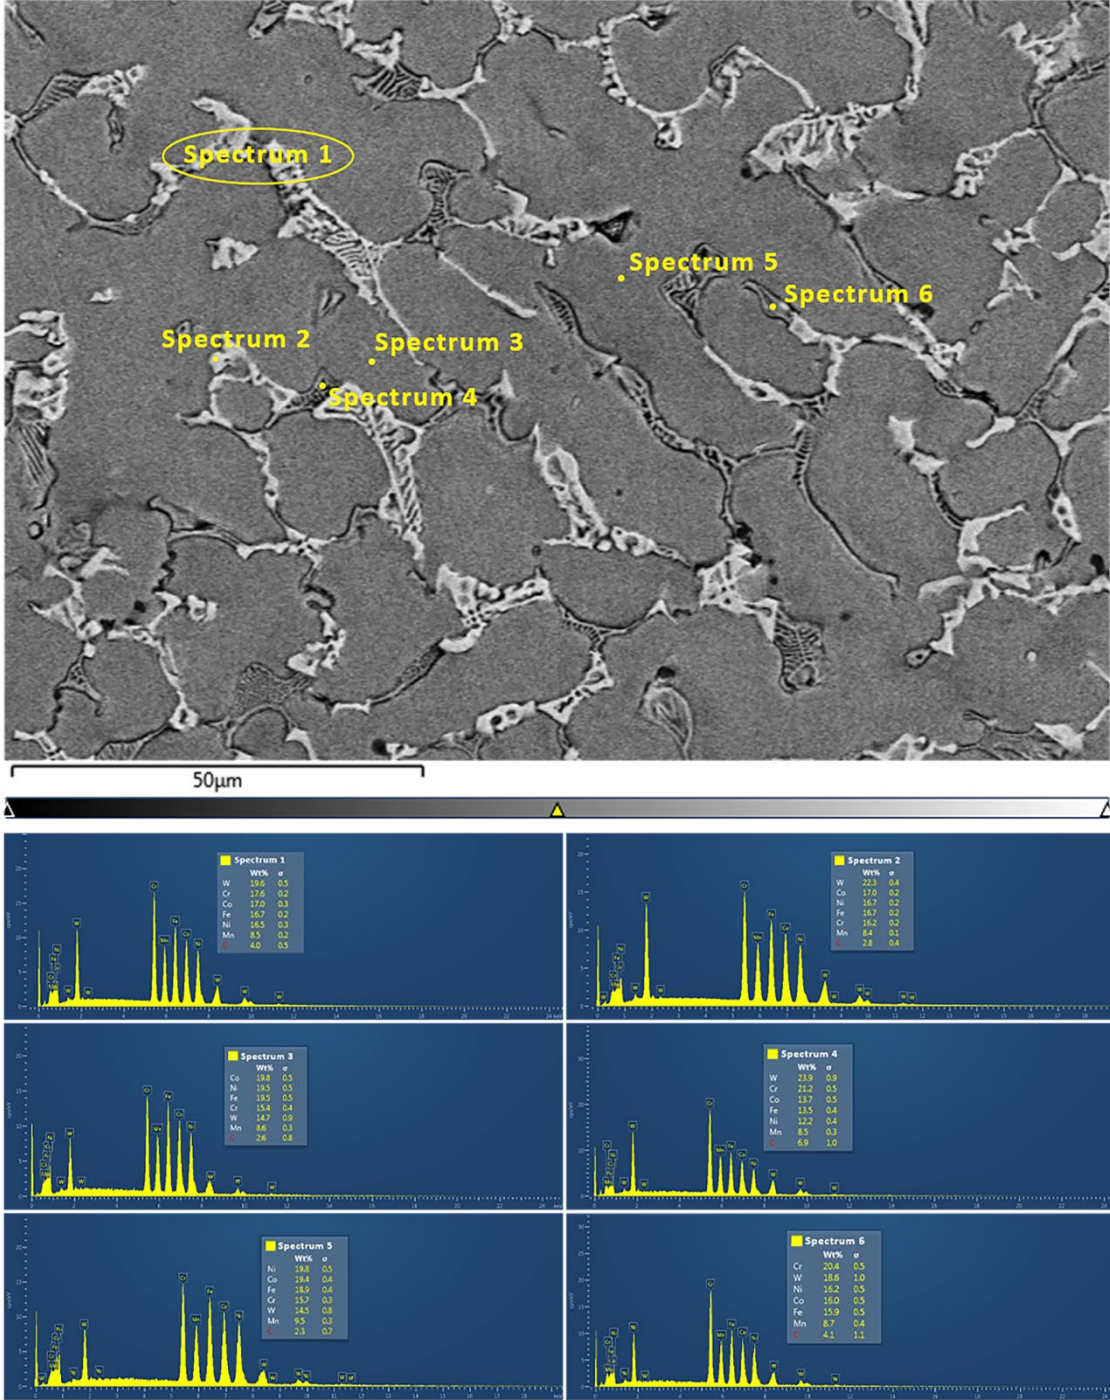 Spectrum 1
Spectrum 5
Spectrum 6
Spectrum 2
Spectrum 3
Spectrum 4
50μm
Spectrum 1
Wt% σ
W 19.6 0.5
Cr 17.6 0.2
Co 17.0 0.3
Fe 16.7 0.2
Ni 16.5 0.3
Mn 8.5 0.2
C 4.0 0.5
Spectrum 2
Wt% σ
W 22.3 0.4
Co 17.0 0.2
Ni 16.7 0.2
Fe 16.7 0.2
Cr 16.2 0.2
Mn 8.4 0.1
C 2.8 0.4
Spectrum 3
Wt% σ
Co 19.8 0.5
Ni 19.5 0.5
Fe 19.5 0.5
Cr 15.4 0.4
W 14.7 0.9
Mn 8.6 0.3
C 2.6 0.8
Spectrum 4
Wt% σ
W 23.9 0.9
Cr 21.2 0.5
Co 13.7 0.5
Fe 13.5 0.4
Ni 12.2 0.4
Mn 8.5 0.3
C 6.9 1.0
Spectrum 5
Wt% σ
Ni 19.8 0.5
Co 19.4 0.4
Fe 18.9 0.4
Cr 15.7 0.3
W 14.5 0.8
Mn 9.5 0.3
C 2.3 0.7
Spectrum 6
Wt% σ
Cr 20.4 0.5
W 18.6 1.0
Ni 16.2 0.5
Co 16.0 0.5
Fe 15.9 0.5
Mn 8.7 0.4
C 4.1 1.1